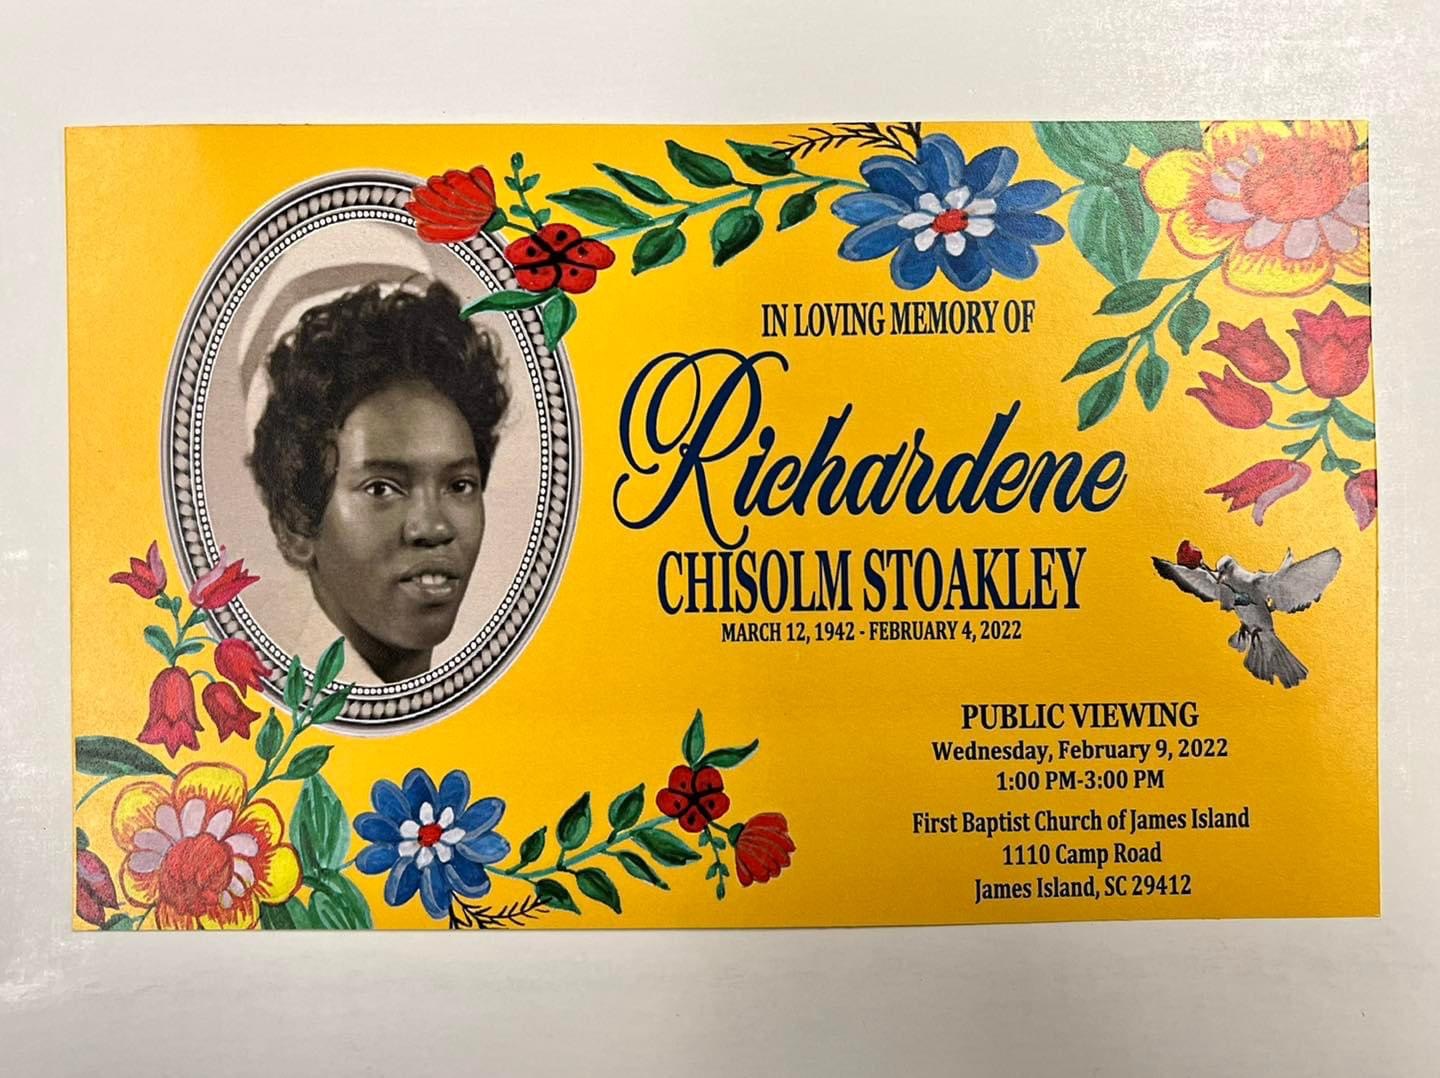 IN LOVING MEMORY OF
Richardene
CHISOLM STOAKLEY
MARCH 12, 1942 - FEBRUARY 4, 2022
PUBLIC VIEWING
Wednesday, February 9, 2022
1:00 PM-3:00 PM
First Baptist Church of James Island
1110 Camp Road
James Island, SC 29412